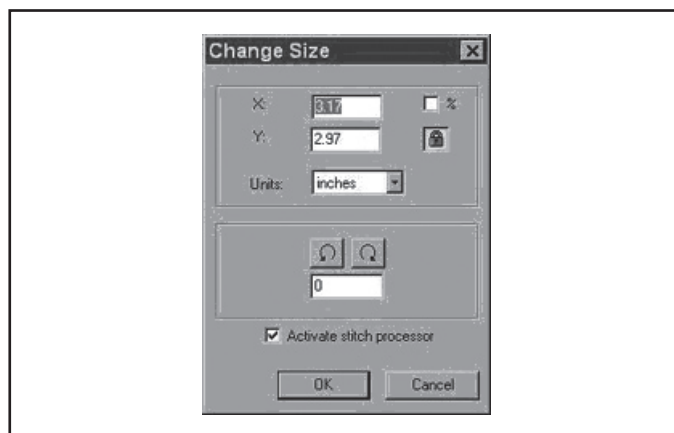 Change Size
X: 3.17 %
Y: 2.97
Units: inches
0
Activate stitch processor
OK Cancel